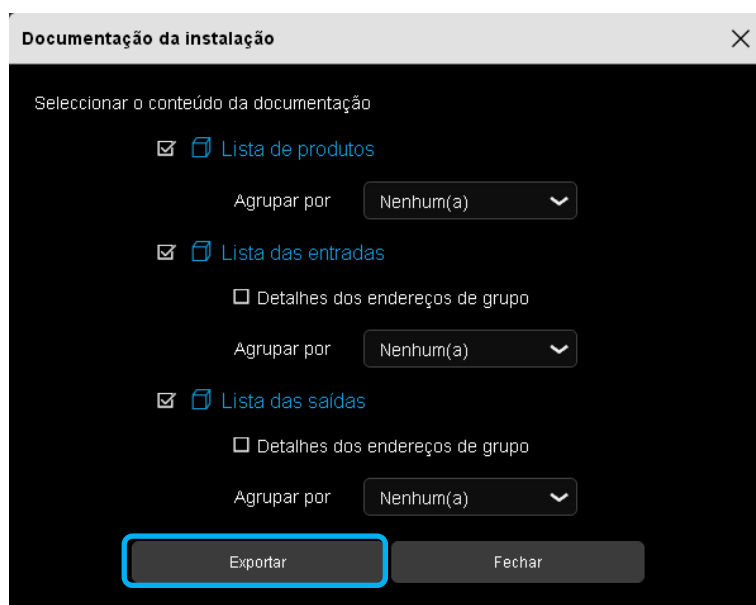 Documentação da instalação
Seleccionar o conteúdo da documentação
Lista de produtos
Agrupar por Nenhum(a)
Lista das entradas
Detalhes dos endereços de grupo
Agrupar por Nenhum(a)
Lista das saídas
Detalhes dos endereços de grupo
Agrupar por Nenhum(a)
Exportar Fechar